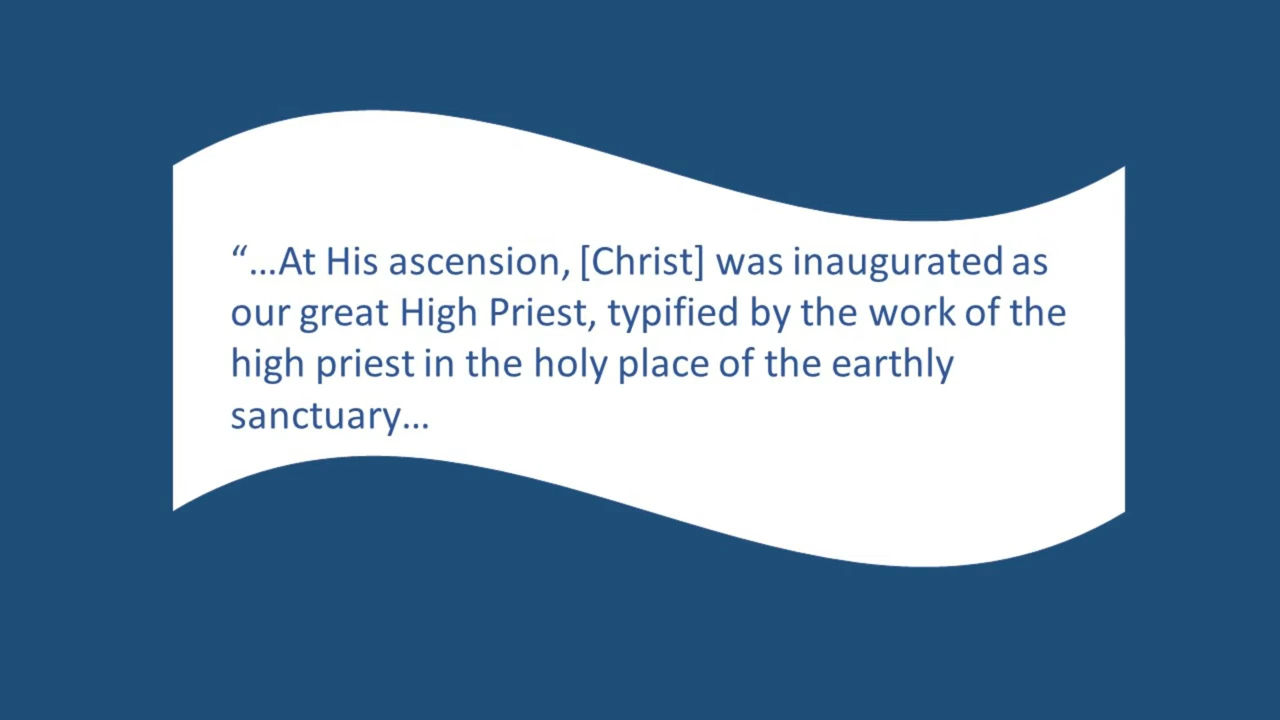 “…At His ascension, [Christ] was inaugurated as
our great High Priest, typified by the work of the
high priest in the holy place of the earthly
sanctuary…